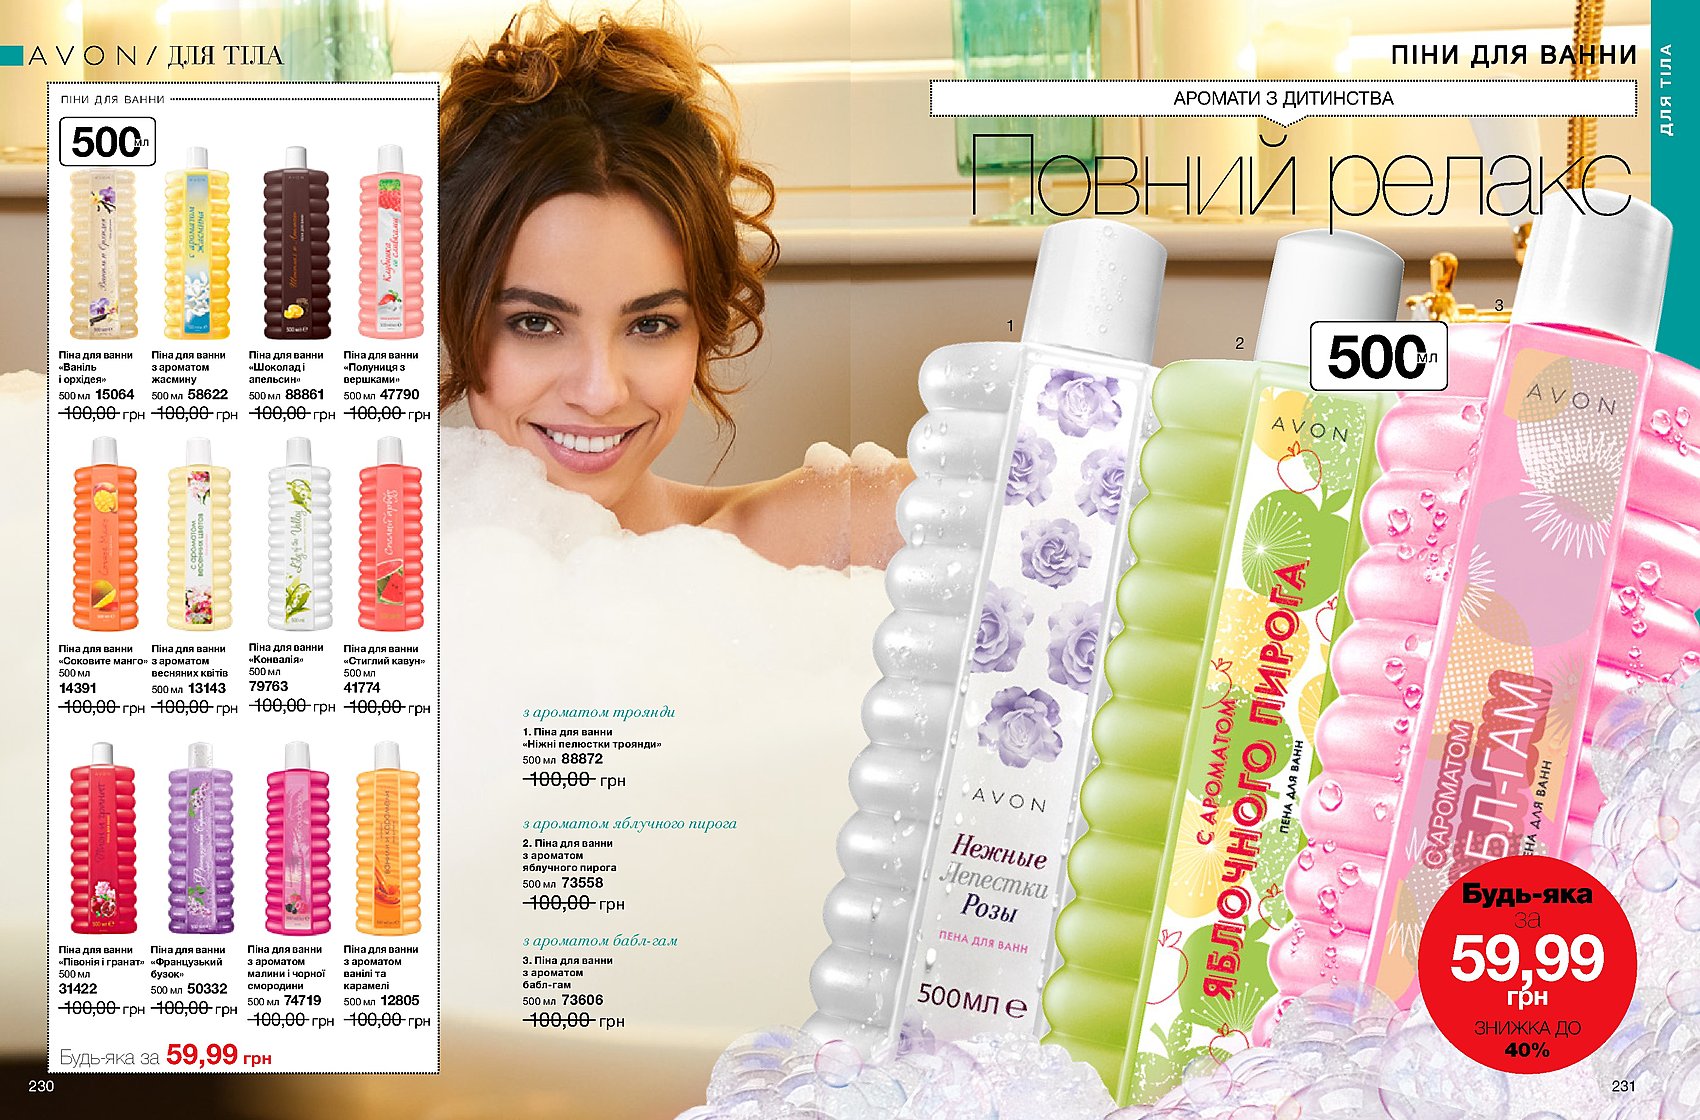 AVON / ДЛЯ ТІЛА
ПІНИ ДЛЯ ВАННИ
500 мл
Піна для ванни
«Ваніль
і орхідея»
500 мл 15064
100,00 грн
Піна для ванни
з ароматом
жасмину
500 мл 58622
100,00 грн
Піна для ванни
«Шоколад і
апельсин»
500 мл 88861
100,00 грн
Піна для ванни
«Полуниця з
вершками»
500 мл 47790
100,00 грн
Піна для ванни
«Соковите манго»
500 мл
14391
100,00 грн
Піна для ванни
з ароматом
весняних квітів
500 мл 13143
100,00 грн
Піна для ванни
«Конвалія»
500 мл
79763
100,00 грн
Піна для ванни
«Стиглий кавун»
500 мл
41774
100,00 грн
Піна для ванни
«Півонія і гранат»
500 мл
31422
100,00 грн
Піна для ванни
«Французький
бузок»
500 мл 50332
100,00 грн
Піна для ванни
з ароматом
малини і чорної
смородини
500 мл 74719
100,00 грн
Піна для ванни
з ароматом
ванілі та
карамелі
500 мл 12805
100,00 грн
Будь-яка за 59,99 грн
230
з ароматом троянди
1. Піна для ванни
«Ніжні пелюстки троянди»
500 мл 88872
100,00 грн
з ароматом яблучного пирога
2. Піна для ванни
з ароматом
яблучного пирога
500 мл 73558
100,00 грн
з ароматом бабл-гам
3. Піна для ванни
з ароматом
бабл-гам
500 мл 73606
100,00 грн
ПІНИ ДЛЯ ВАННИ
АРОМАТИ З ДИТИНСТВА
Повний релакс
ДЛЯ ТІЛА
1
2
3
500 мл
AVON
Нежные
Лепестки
Розы
ПЕНА ДЛЯ ВАНН
500МЛ е
AVON
С АРОМАТОМ
ЯБЛОЧНОГО ПИРОГА
ПЕНА ДЛЯ ВАНН
AVON
С АРОМАТОМ
БЛ-ГАМ
ЕНА ДЛЯ ВАНН
Будь-яка
за
59,99
грн
ЗНИЖКА ДО
40%
231